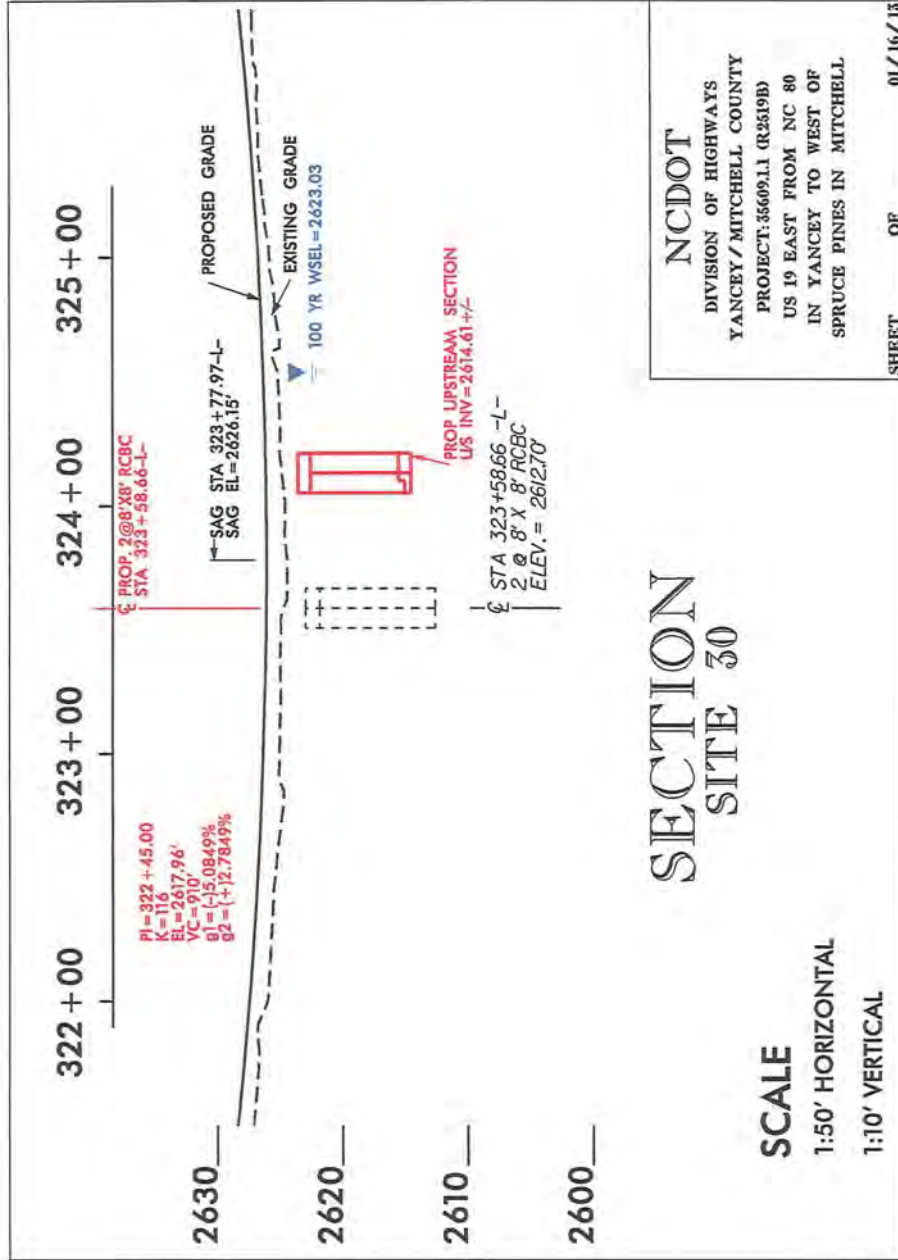 322+00
323+00
324+00
325+00
PI=322+45.00
K=116
EL=2617.96'
VC=910'
g1=(-)5.0849%
g2=(+)2.7849%
℄ PROP. 2@8'X8' RCBC
STA 323+58.66-L-
SAG STA 323+77.97-L-
SAG EL=2626.15'
PROPOSED GRADE
EXISTING GRADE
100 YR WSEL=2623.03
2630
2620
2610
2600
PROP UPSTREAM SECTION
U/S INV=2614.61+/-
℄ STA 323+58.66 -L-
2 @ 8' X 8' RCBC
ELEV. = 2612.70'
SECTION
SITE 30
SCALE
1:50' HORIZONTAL
1:10' VERTICAL
NCDOT
DIVISION OF HIGHWAYS
YANCEY/MITCHELL COUNTY
PROJECT:35609.1.1 (R2519B)
US 19 EAST FROM NC 80
IN YANCEY TO WEST OF
SPRUCE PINES IN MITCHELL
SHEET OF 01/16/13